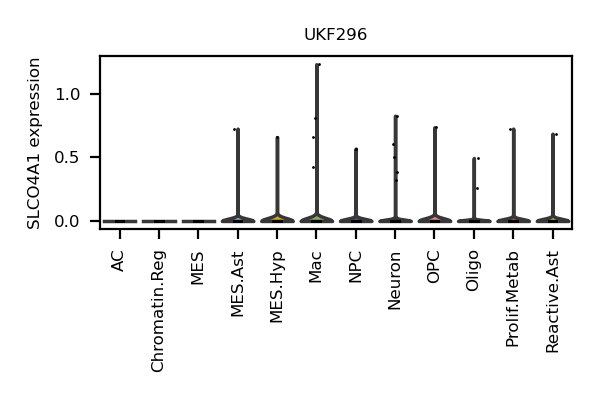 UKF296
SLCO4A1 expression
1.0
0.5
0.0
AC
Chromatin.Reg
MES
MES.Ast
MES.Hyp
Mac
NPC
Neuron
OPC
Oligo
Prolif.Metab
Reactive.Ast